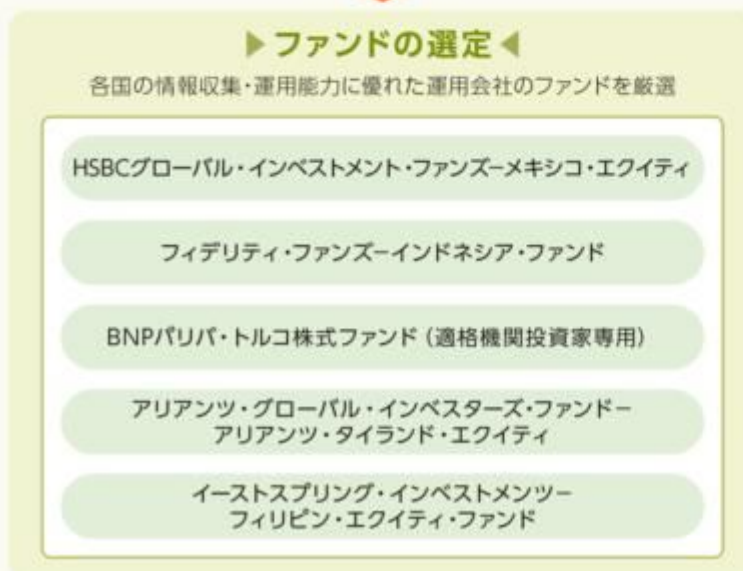 ▶ファンドの選定◀
各国の情報収集・運用能力に優れた運用会社のファンドを厳選
HSBCグローバル・インベストメント・ファンズ−メキシコ・エクイティ
フィデリティ・ファンズ−インドネシア・ファンド
BNPパリバ・トルコ株式ファンド（適格機関投資家専用）
アリアンツ・グローバル・インベスターズ・ファンド−
アリアンツ・タイランド・エクイティ
イーストスプリング・インベストメンツ−
フィリピン・エクイティ・ファンド